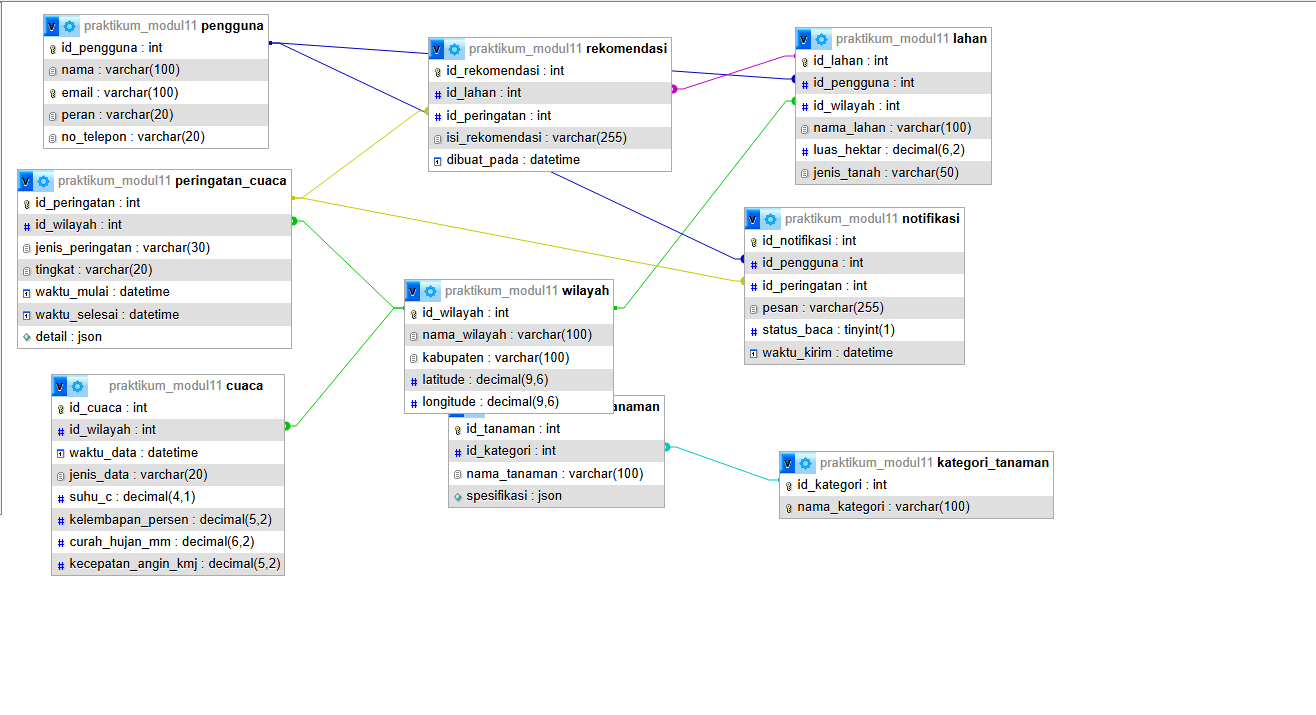 praktikum_modul11 pengguna
id_pengguna : int
nama : varchar(100)
email : varchar(100)
peran : varchar(20)
no_telepon : varchar(20)
praktikum_modul11 rekomendasi
id_rekomendasi : int
id_lahan : int
id_peringatan : int
isi_rekomendasi : varchar(255)
dibuat_pada : datetime
praktikum_modul11 lahan
id_lahan : int
id_pengguna : int
id_wilayah : int
nama_lahan : varchar(100)
luas_hektar : decimal(6,2)
jenis_tanah : varchar(50)
praktikum_modul11 peringatan_cuaca
id_peringatan : int
id_wilayah : int
jenis_peringatan : varchar(30)
tingkat : varchar(20)
waktu_mulai : datetime
waktu_selesai : datetime
detail : json
praktikum_modul11 notifikasi
id_notifikasi : int
id_pengguna : int
id_peringatan : int
pesan : varchar(255)
status_baca : tinyint(1)
waktu_kirim : datetime
praktikum_modul11 wilayah
id_wilayah : int
nama_wilayah : varchar(100)
kabupaten : varchar(100)
latitude : decimal(9,6)
longitude : decimal(9,6)
praktikum_modul11 cuaca
id_cuaca : int
id_wilayah : int
waktu_data : datetime
jenis_data : varchar(20)
suhu_c : decimal(4,1)
kelembapan_persen : decimal(5,2)
curah_hujan_mm : decimal(6,2)
kecepatan_angin_kmj : decimal(5,2)
anaman
id_tanaman : int
id_kategori : int
nama_tanaman : varchar(100)
spesifikasi : json
praktikum_modul11 kategori_tanaman
id_kategori : int
nama_kategori : varchar(100)